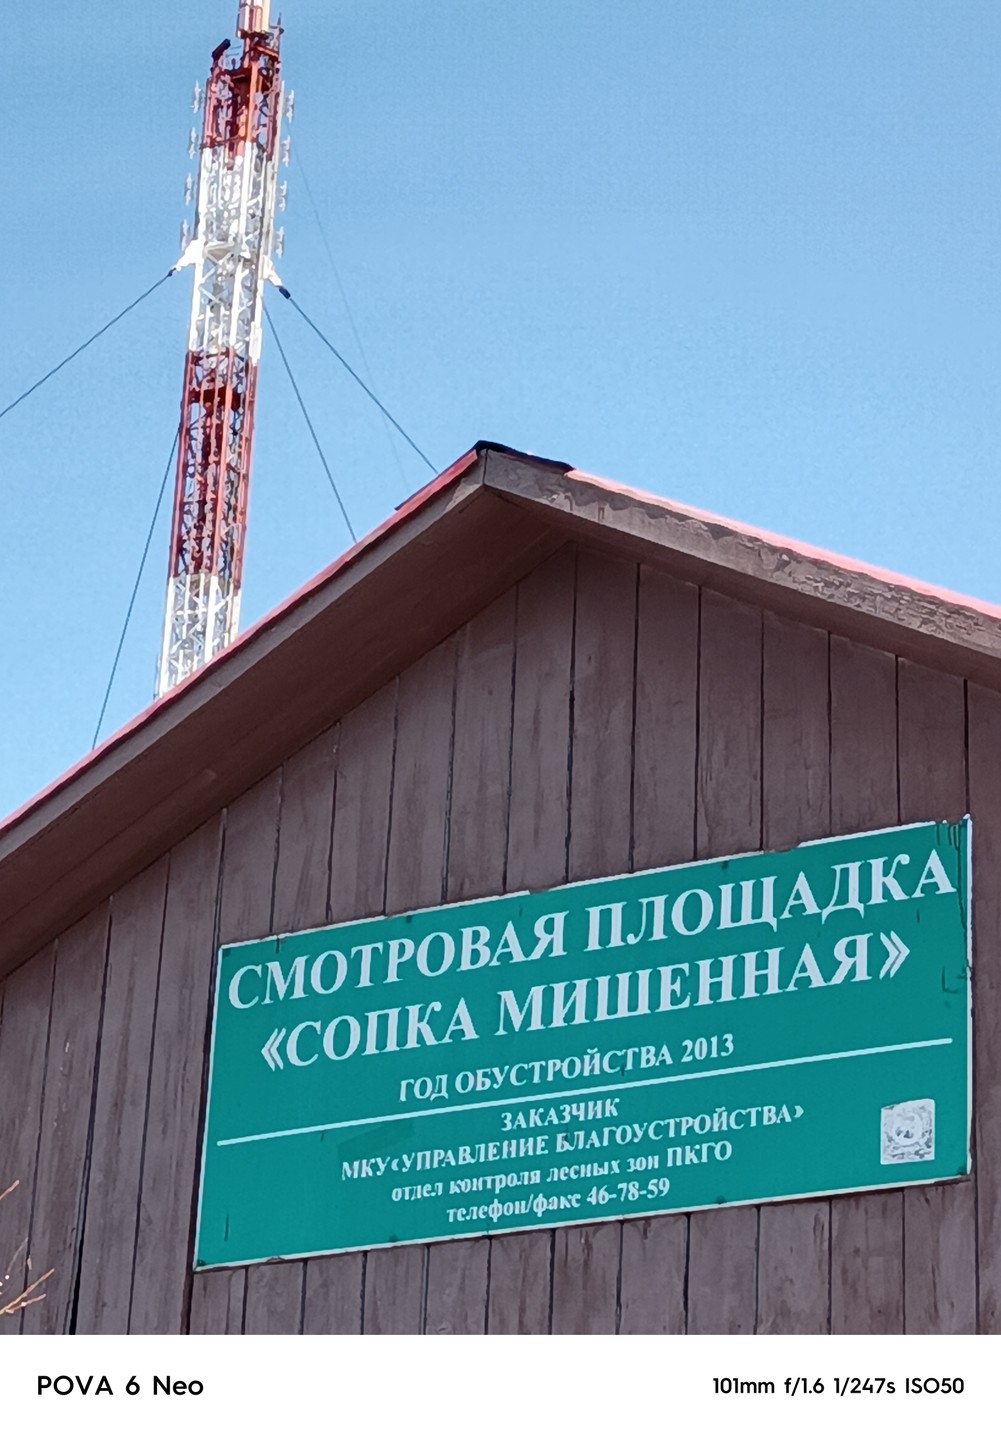 СМОТРОВАЯ ПЛОЩАДКА
«СОПКА МИШЕННАЯ»
ГОД ОБУСТРОЙСТВА 2013
ЗАКАЗЧИК
МКУ«УПРАВЛЕНИЕ БЛАГОУСТРОЙСТВА»
отдел контроля лесных зон ПКГО
телефон/факс 46-78-59
POVA 6 Neo
101mm f/1.6 1/247s ISO50